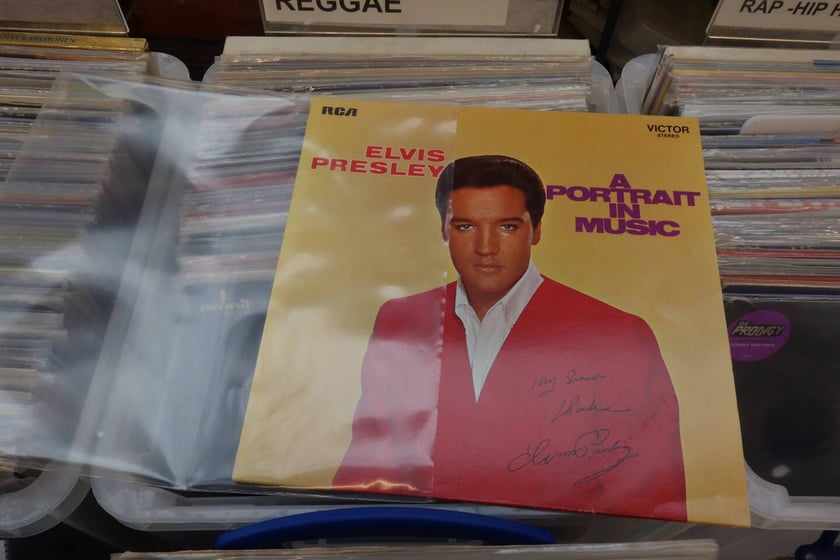 REGGAE
RAP -HIP H
RCA
VICTOR
STEREO
ELVIS
PRESLEY
A
PORTRAIT
IN
MUSIC
My Sincere
thanks
Elvis Presley
PRODIGY